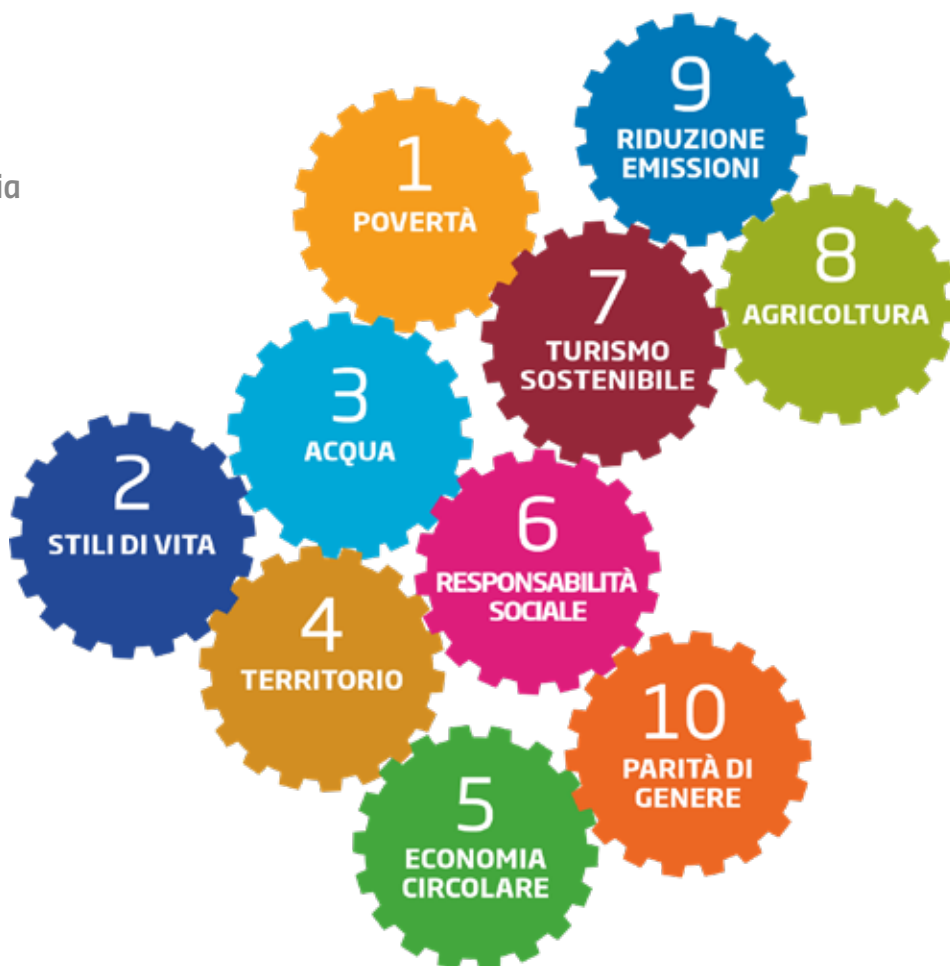 ia
1
POVERTÀ
2
STILI DI VITA
3
ACQUA
4
TERRITORIO
5
ECONOMIA
CIRCOLARE
6
RESPONSABILITÀ
SOCIALE
7
TURISMO
SOSTENIBILE
8
AGRICOLTURA
9
RIDUZIONE
EMISSIONI
10
PARITÀ DI
GENERE